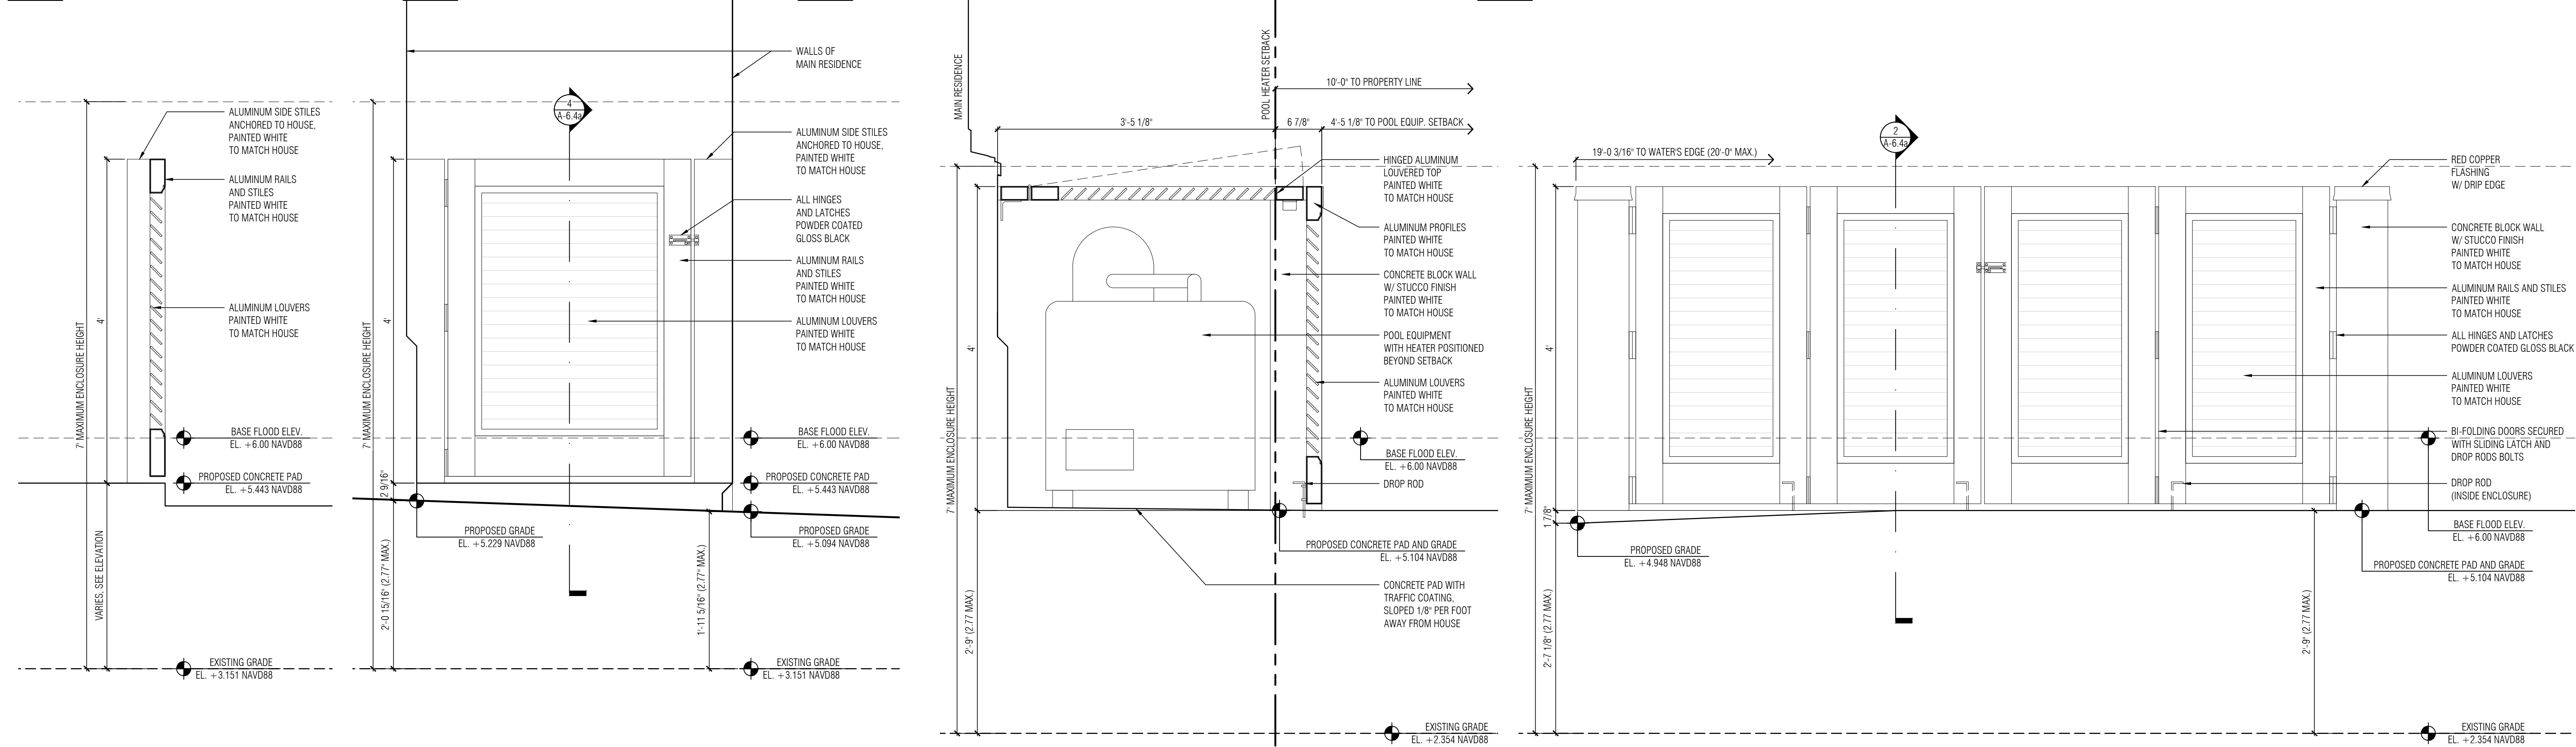 7' MAXIMUM ENCLOSURE HEIGHT
4'
VARIES, SEE ELEVATION
ALUMINUM SIDE STILES
ANCHORED TO HOUSE,
PAINTED WHITE
TO MATCH HOUSE
ALUMINUM RAILS
AND STILES
PAINTED WHITE
TO MATCH HOUSE
ALUMINUM LOUVERS
PAINTED WHITE
TO MATCH HOUSE
BASE FLOOD ELEV.
EL. +6.00 NAVD88
PROPOSED CONCRETE PAD
EL. +5.443 NAVD88
EXISTING GRADE
EL. +3.151 NAVD88
7' MAXIMUM ENCLOSURE HEIGHT
4'
2 9/16"
2'-0 15/16" (2.77" MAX.)
4
A-6.4a
WALLS OF
MAIN RESIDENCE
ALUMINUM SIDE STILES
ANCHORED TO HOUSE,
PAINTED WHITE
TO MATCH HOUSE
ALL HINGES
AND LATCHES
POWDER COATED
GLOSS BLACK
ALUMINUM RAILS
AND STILES
PAINTED WHITE
TO MATCH HOUSE
ALUMINUM LOUVERS
PAINTED WHITE
TO MATCH HOUSE
BASE FLOOD ELEV.
EL. +6.00 NAVD88
PROPOSED CONCRETE PAD
EL. +5.443 NAVD88
PROPOSED GRADE
EL. +5.229 NAVD88
PROPOSED GRADE
EL. +5.094 NAVD88
1'-11 5/16" (2.77" MAX.)
EXISTING GRADE
EL. +3.151 NAVD88
MAIN RESIDENCE
POOL HEATER SETBACK
10'-0" TO PROPERTY LINE
3'-5 1/8"
6 7/8"
4'-5 1/8" TO POOL EQUIP. SETBACK
7' MAXIMUM ENCLOSURE HEIGHT
4'
2'-9" (2.77 MAX.)
HINGED ALUMINUM
LOUVERED TOP
PAINTED WHITE
TO MATCH HOUSE
ALUMINUM PROFILES
PAINTED WHITE
TO MATCH HOUSE
CONCRETE BLOCK WALL
W/ STUCCO FINISH
PAINTED WHITE
TO MATCH HOUSE
POOL EQUIPMENT
WITH HEATER POSITIONED
BEYOND SETBACK
ALUMINUM LOUVERS
PAINTED WHITE
TO MATCH HOUSE
BASE FLOOD ELEV.
EL. +6.00 NAVD88
DROP ROD
PROPOSED CONCRETE PAD AND GRADE
EL. +5.104 NAVD88
CONCRETE PAD WITH
TRAFFIC COATING,
SLOPED 1/8" PER FOOT
AWAY FROM HOUSE
EXISTING GRADE
EL. +2.354 NAVD88
19'-0 3/16" TO WATER'S EDGE (20'-0" MAX.)
2
A-6.4a
7' MAXIMUM ENCLOSURE HEIGHT
4'
1 7/8"
2'-7 1/8" (2.77 MAX.)
RED COPPER
FLASHING
W/ DRIP EDGE
CONCRETE BLOCK WALL
W/ STUCCO FINISH
PAINTED WHITE
TO MATCH HOUSE
ALUMINUM RAILS AND STILES
PAINTED WHITE
TO MATCH HOUSE
ALL HINGES AND LATCHES
POWDER COATED GLOSS BLACK
ALUMINUM LOUVERS
PAINTED WHITE
TO MATCH HOUSE
BI-FOLDING DOORS SECURED
WITH SLIDING LATCH AND
DROP RODS BOLTS
DROP ROD
(INSIDE ENCLOSURE)
BASE FLOOD ELEV.
EL. +6.00 NAVD88
PROPOSED GRADE
EL. +4.948 NAVD88
PROPOSED CONCRETE PAD AND GRADE
EL. +5.104 NAVD88
2'-9" (2.77 MAX.)
EXISTING GRADE
EL. +2.354 NAVD88